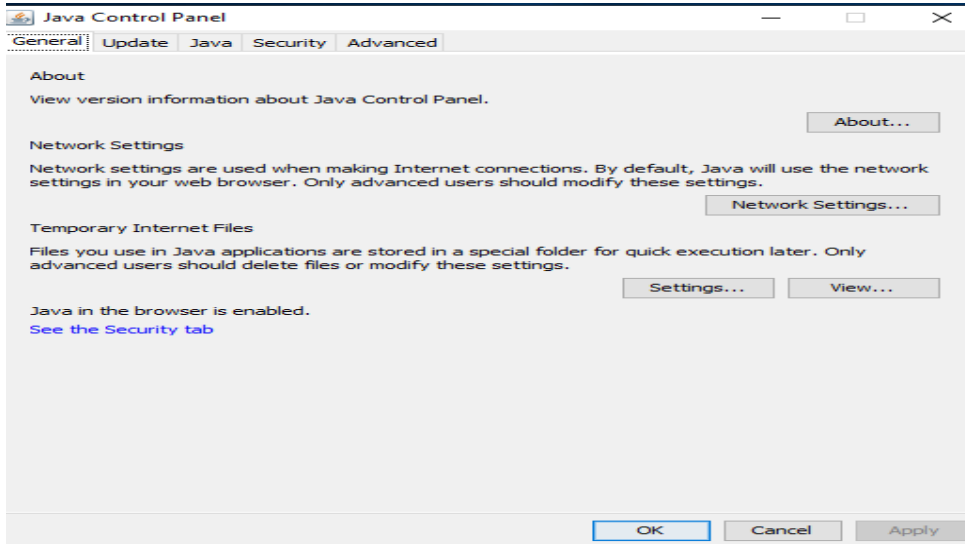 Java Control Panel
General Update Java Security Advanced
About
View version information about Java Control Panel.
About...
Network Settings
Network settings are used when making Internet connections. By default, Java will use the network
settings in your web browser. Only advanced users should modify these settings.
Network Settings...
Temporary Internet Files
Files you use in Java applications are stored in a special folder for quick execution later. Only
advanced users should delete files or modify these settings.
Settings... View...
Java in the browser is enabled.
See the Security tab
OK Cancel Apply